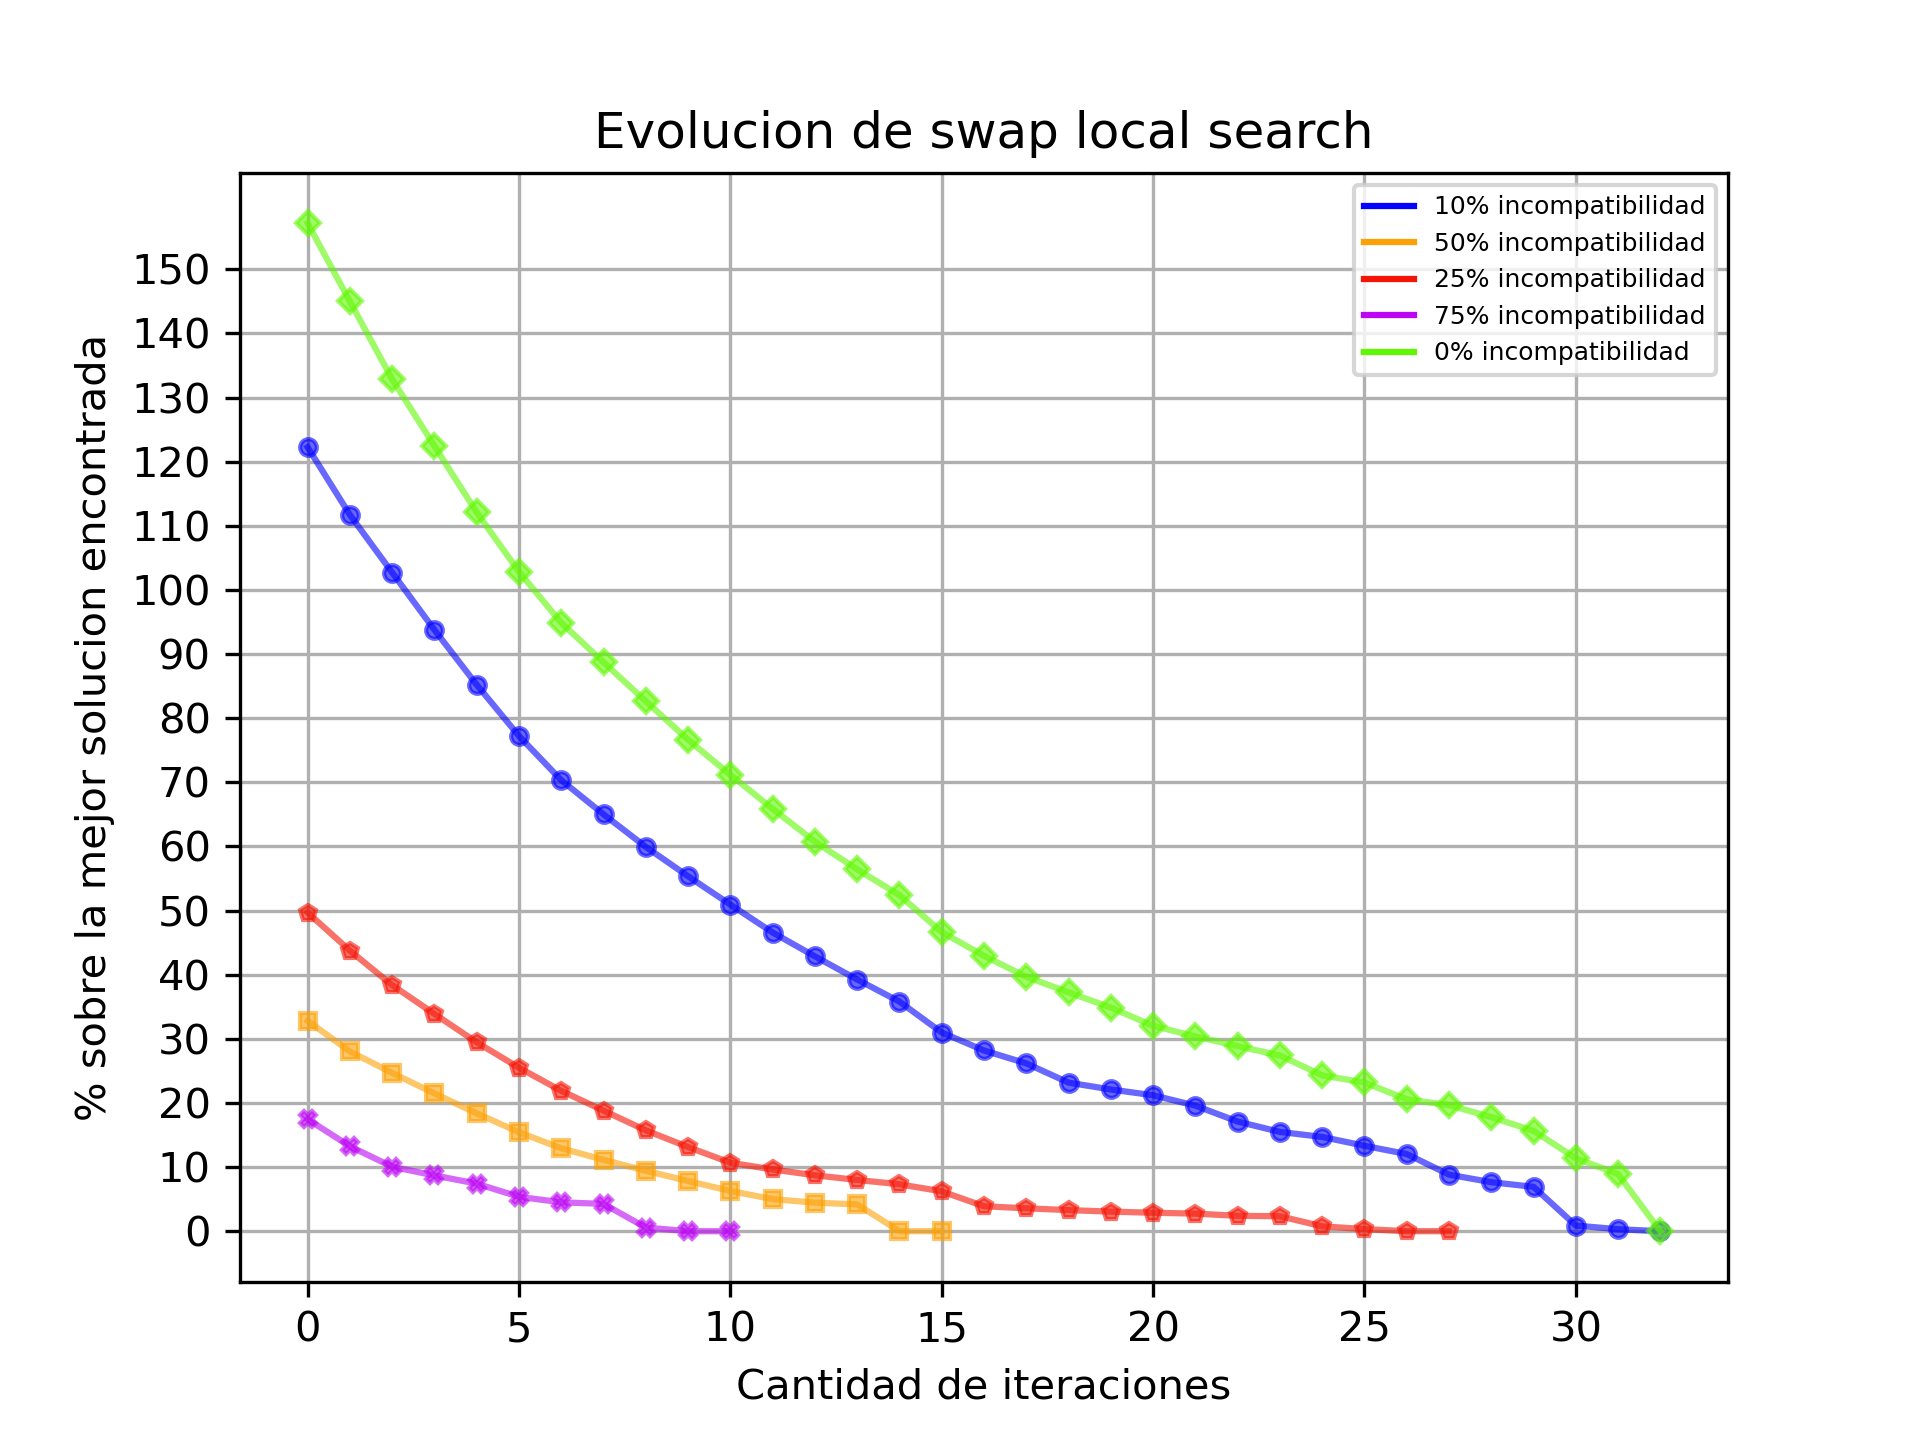 Evolucion de swap local search
10% incompatibilidad
50% incompatibilidad
25% incompatibilidad
75% incompatibilidad
0% incompatibilidad
% sobre la mejor solucion encontrada
150
140
130
120
110
100
90
80
70
60
50
40
30
20
10
0
0 5 10 15 20 25 30
Cantidad de iteraciones